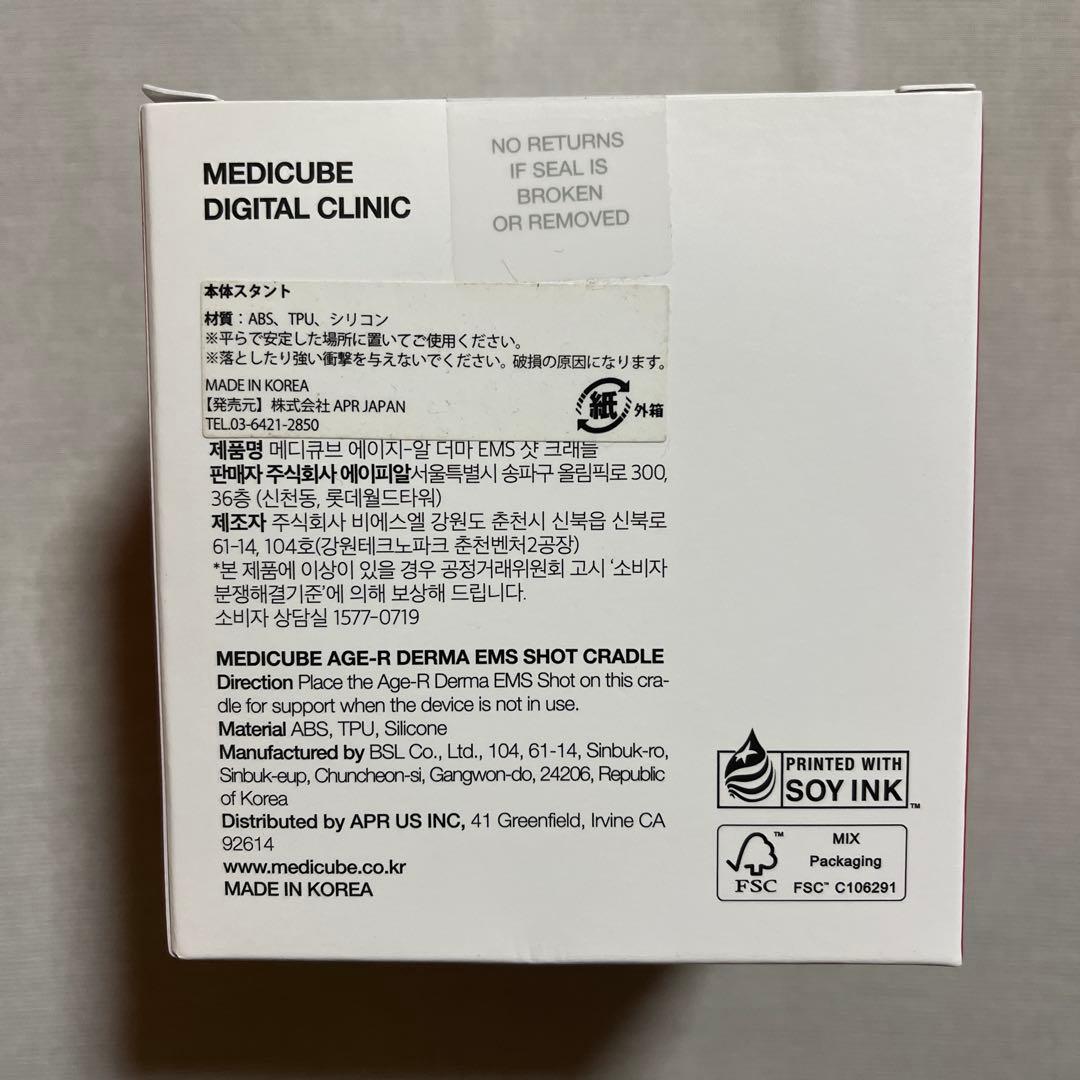 MEDICUBE
DIGITAL CLINIC
NO RETURNS
IF SEAL IS
BROKEN
OR REMOVED
本体スタント
材質：ABS、TPU、シリコン
※平らで安定した場所に置いてご使用ください。
※落としたり強い衝撃を与えないでください。破損の原因になります。
MADE IN KOREA
【発売元】株式会社 APR JAPAN
TEL.03-6421-2850
紙 外箱
제품명 메디큐브 에이지-알 더마 EMS 샷 크래들
판매자 주식회사 에이피알서울특별시 송파구 올림픽로 300,
36층 (신천동, 롯데월드타워)
제조자 주식회사 비에스엘 강원도 춘천시 신북읍 신북로
61-14, 104호(강원테크노파크 춘천벤처2공장)
*본 제품에 이상이 있을 경우 공정거래위원회 고시 ‘소비자
분쟁해결기준’에 의해 보상해 드립니다.
소비자 상담실 1577-0719
MEDICUBE AGE-R DERMA EMS SHOT CRADLE
Direction Place the Age-R Derma EMS Shot on this cra-
dle for support when the device is not in use.
Material ABS, TPU, Silicone
Manufactured by BSL Co., Ltd., 104, 61-14, Sinbuk-ro,
Sinbuk-eup, Chuncheon-si, Gangwon-do, 24206, Republic
of Korea
Distributed by APR US INC, 41 Greenfield, Irvine CA
92614
www.medicube.co.kr
MADE IN KOREA
PRINTED WITH
SOY INK™
FSC™
MIX
Packaging
FSC™ C106291